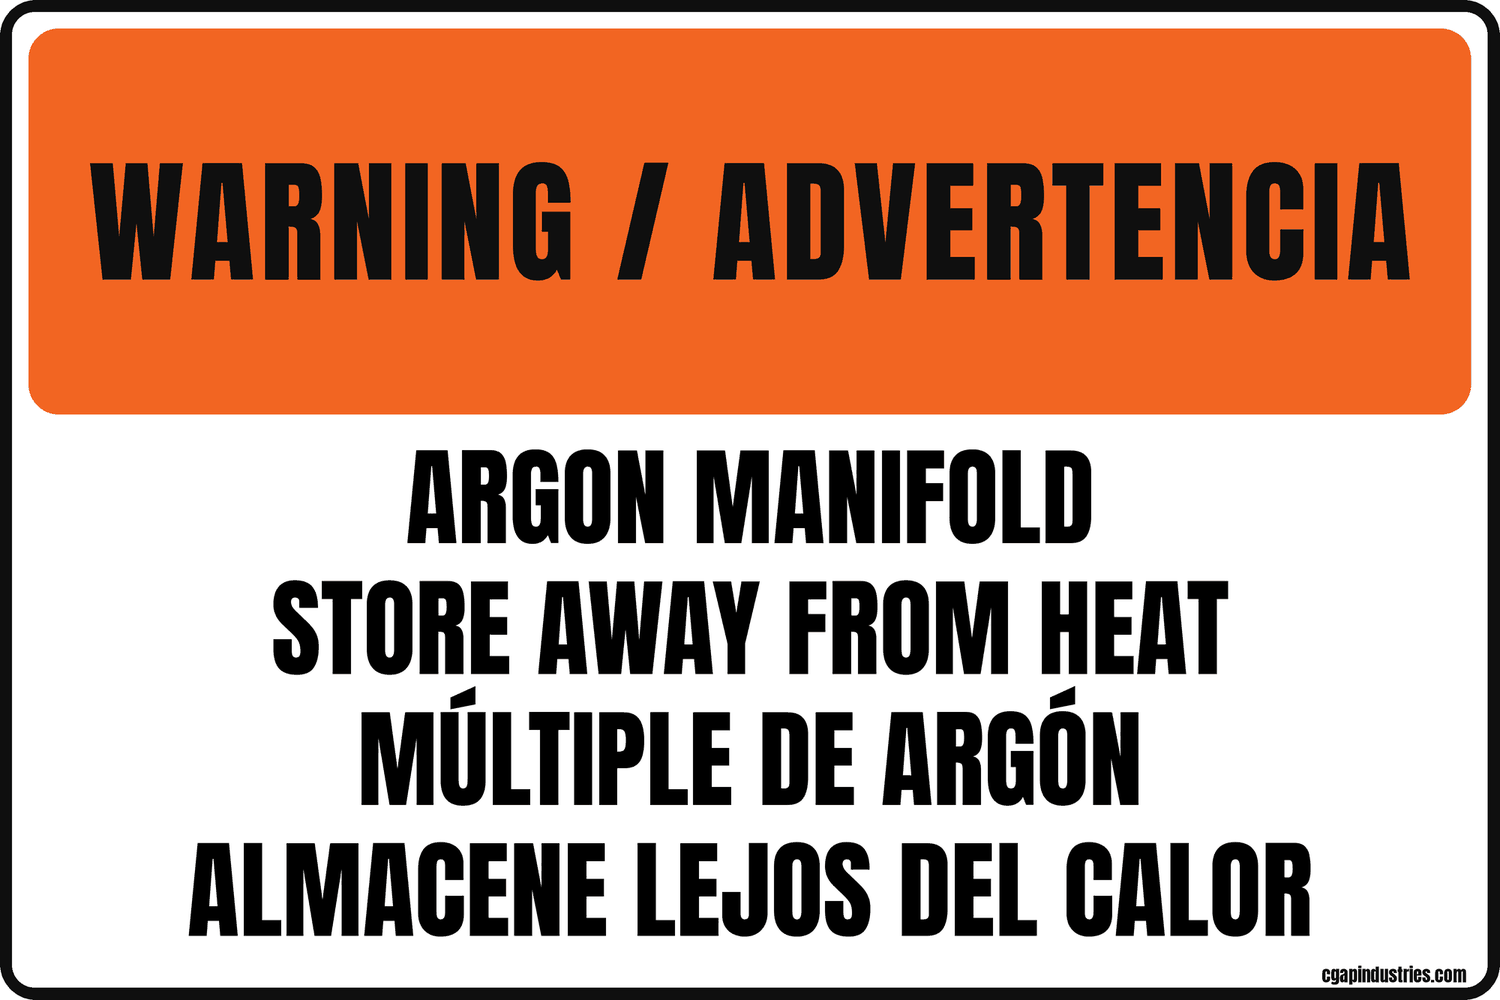 WARNING / ADVERTENCIA
ARGON MANIFOLD
STORE AWAY FROM HEAT
MÚLTIPLE DE ARGÓN
ALMACENE LEJOS DEL CALOR
cgapindustries.com